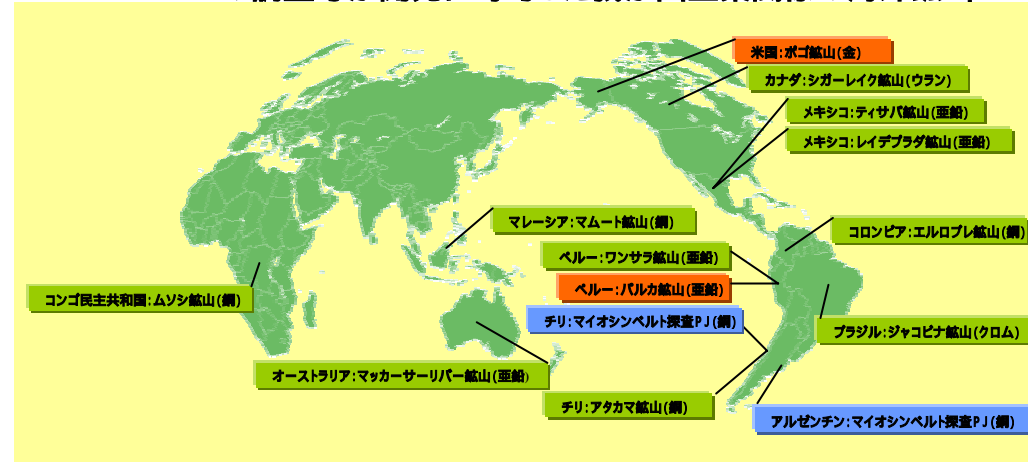 米国:ポゴ鉱山(金)
カナダ:シガーレイク鉱山(ウラン)
メキシコ:ティサパ鉱山(亜鉛)
メキシコ:レイデプラダ鉱山(亜鉛)
マレーシア:マムート鉱山(銅)
コロンビア:エルロブレ鉱山(銅)
ペルー:ワンサラ鉱山(亜鉛)
ペルー:パルカ鉱山(亜鉛)
コンゴ民主共和国:ムソシ鉱山(銅)
チリ:マイオシンベルト探査PJ(銅)
ブラジル:ジャコビナ鉱山(クロム)
オーストラリア:マッカーサーリバー鉱山(亜鉛)
チリ:アタカマ鉱山(銅)
アルゼンチン:マイオシンベルト探査PJ(銅)